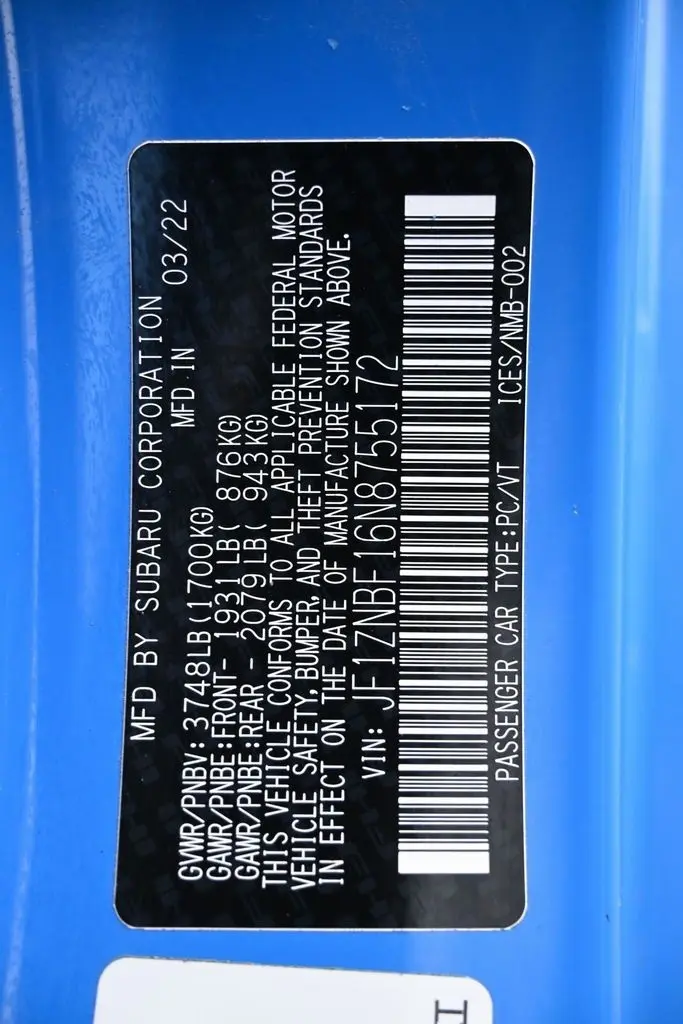 MFD BY SUBARU CORPORATION
MFD IN 03/22
GVWR/PNBV: 3748LB(1700KG)
GAWR/PNBE:FRONT- 1931LB( 876KG)
GAWR/PNBE:REAR - 2079LB( 943KG)
THIS VEHICLE CONFORMS TO ALL APPLICABLE FEDERAL MOTOR
VEHICLE SAFETY, BUMPER, AND THEFT PREVENTION STANDARDS
IN EFFECT ON THE DATE OF MANUFACTURE SHOWN ABOVE.
VIN: JF1ZNBF16N8755172
PASSENGER CAR TYPE:PC/VT ICES/NMB-002